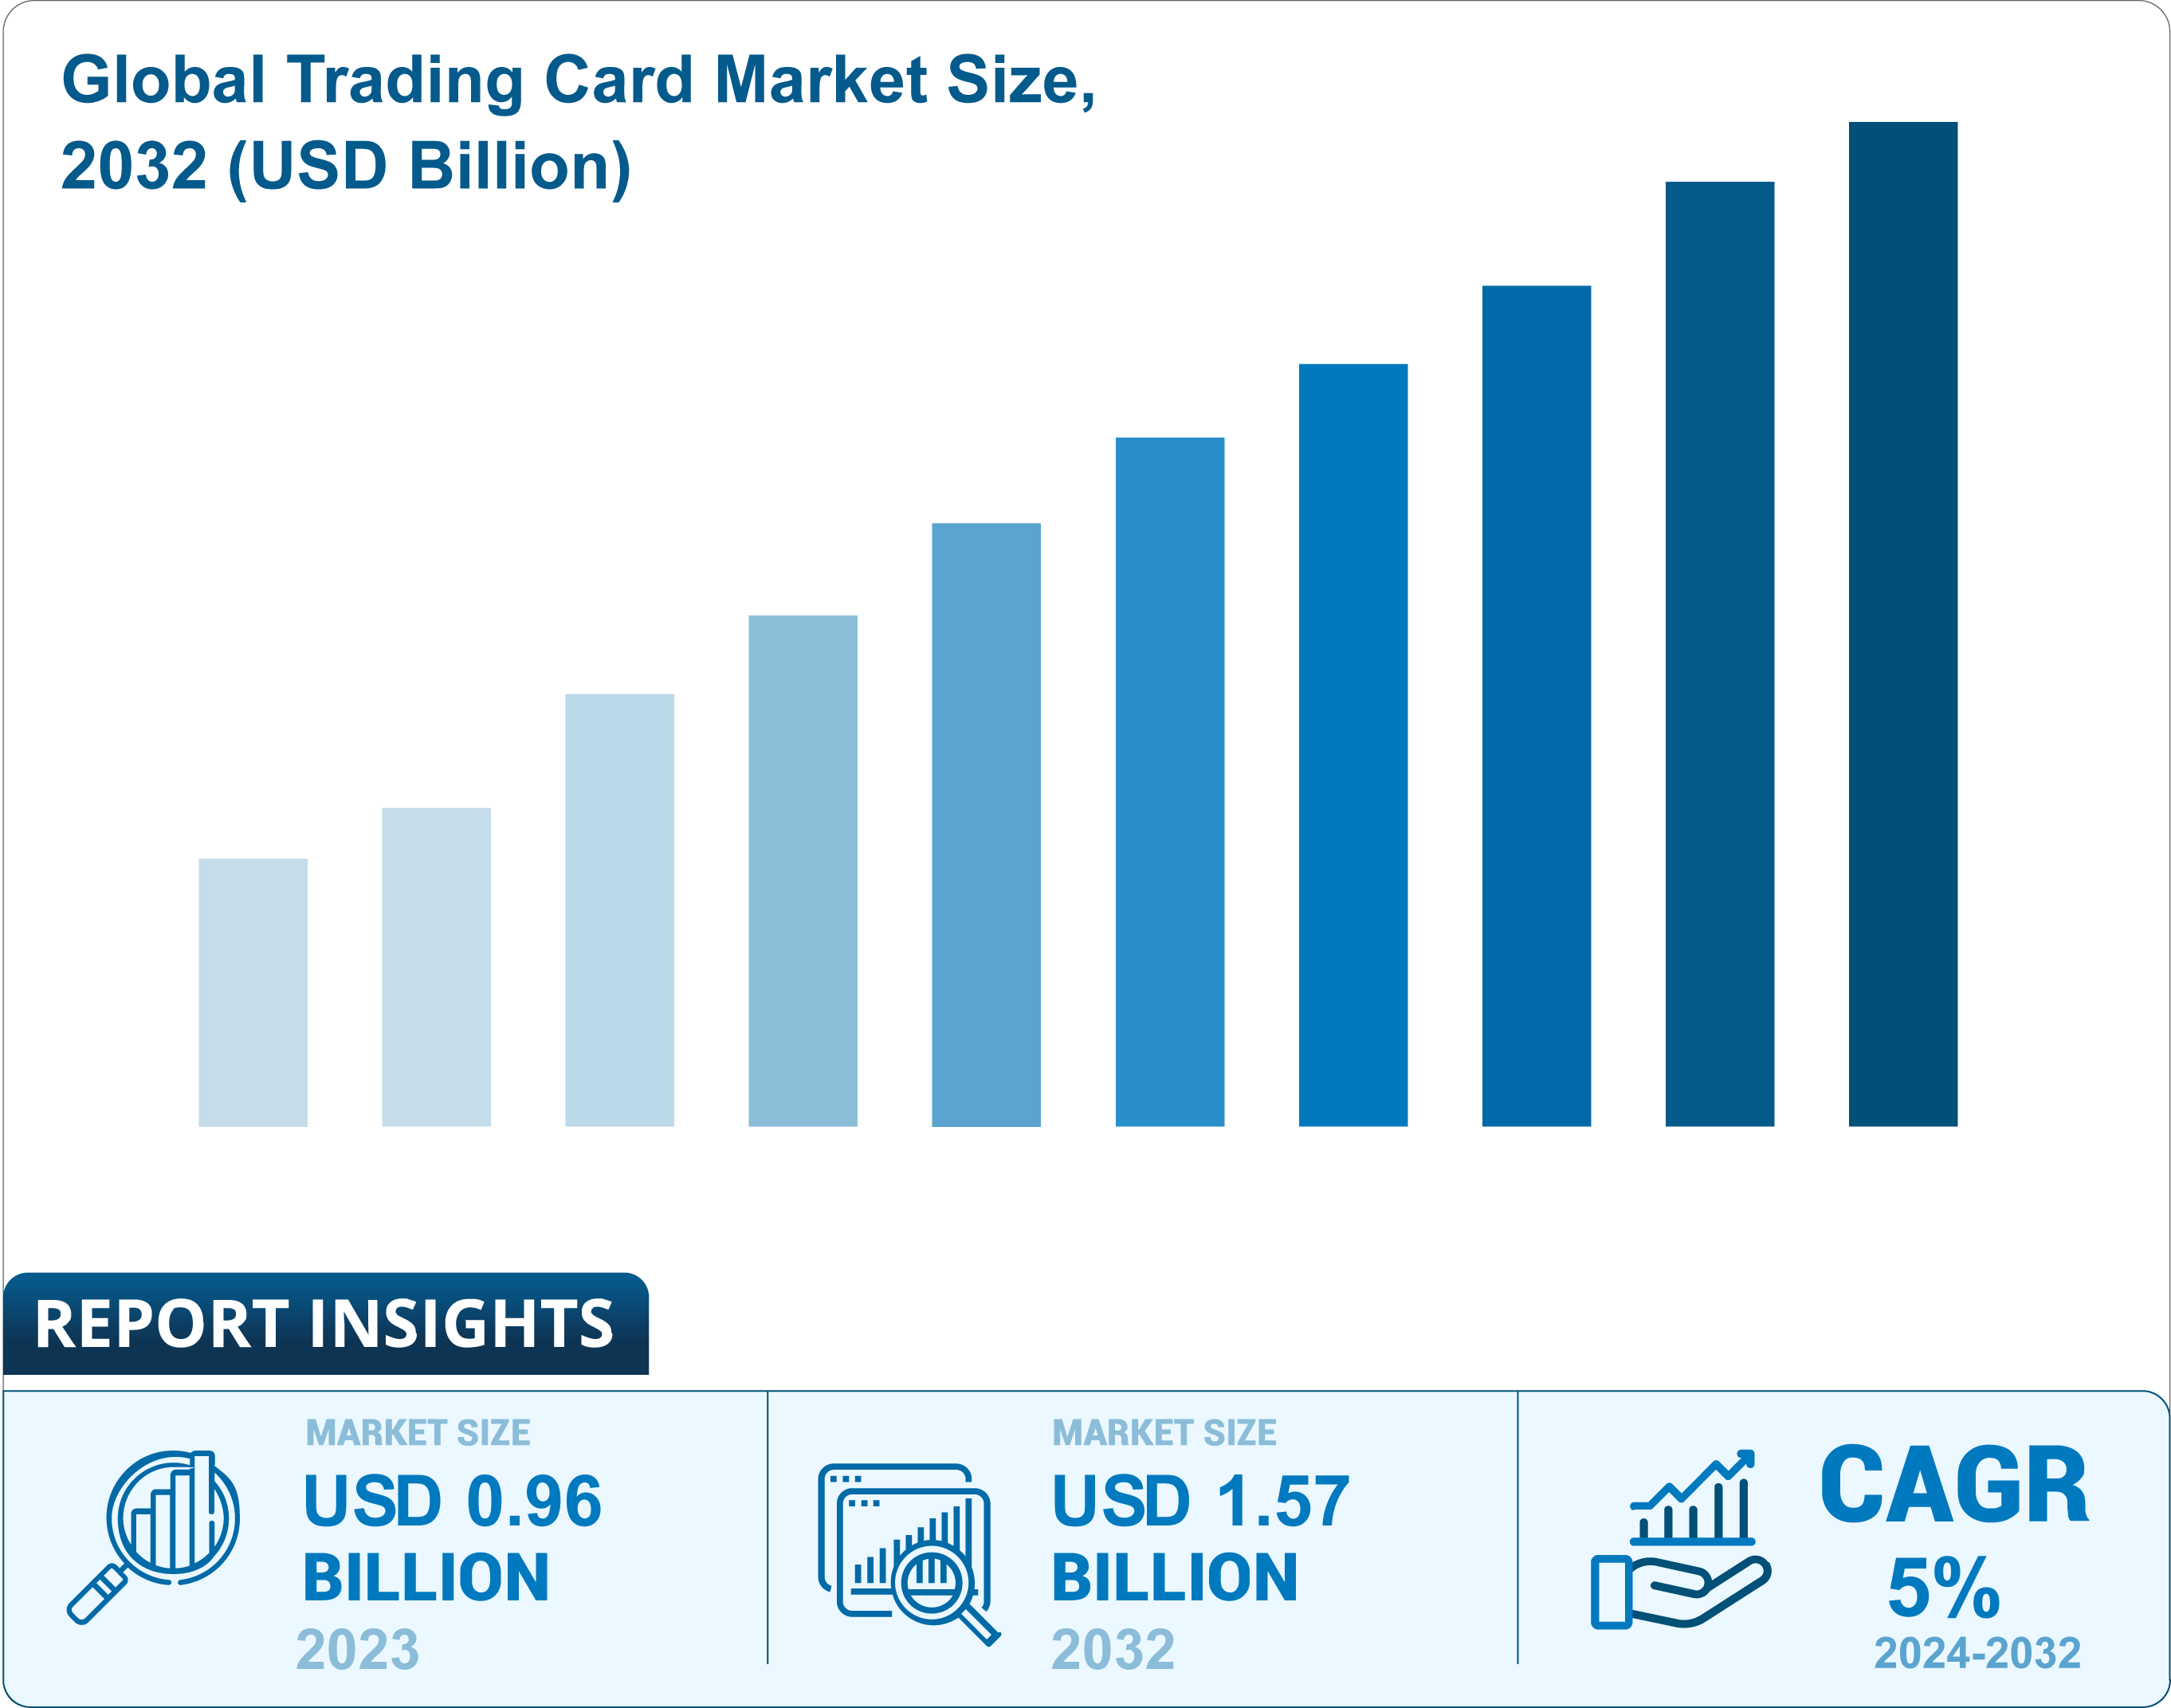 Global Trading Card Market Size,
2032 (USD Billion)
REPORT INSIGHTS
MARKET SIZE
USD 0.96
BILLION
2023
MARKET SIZE
USD 1.57
BILLION
2032
CAGR
5%
2024-2032